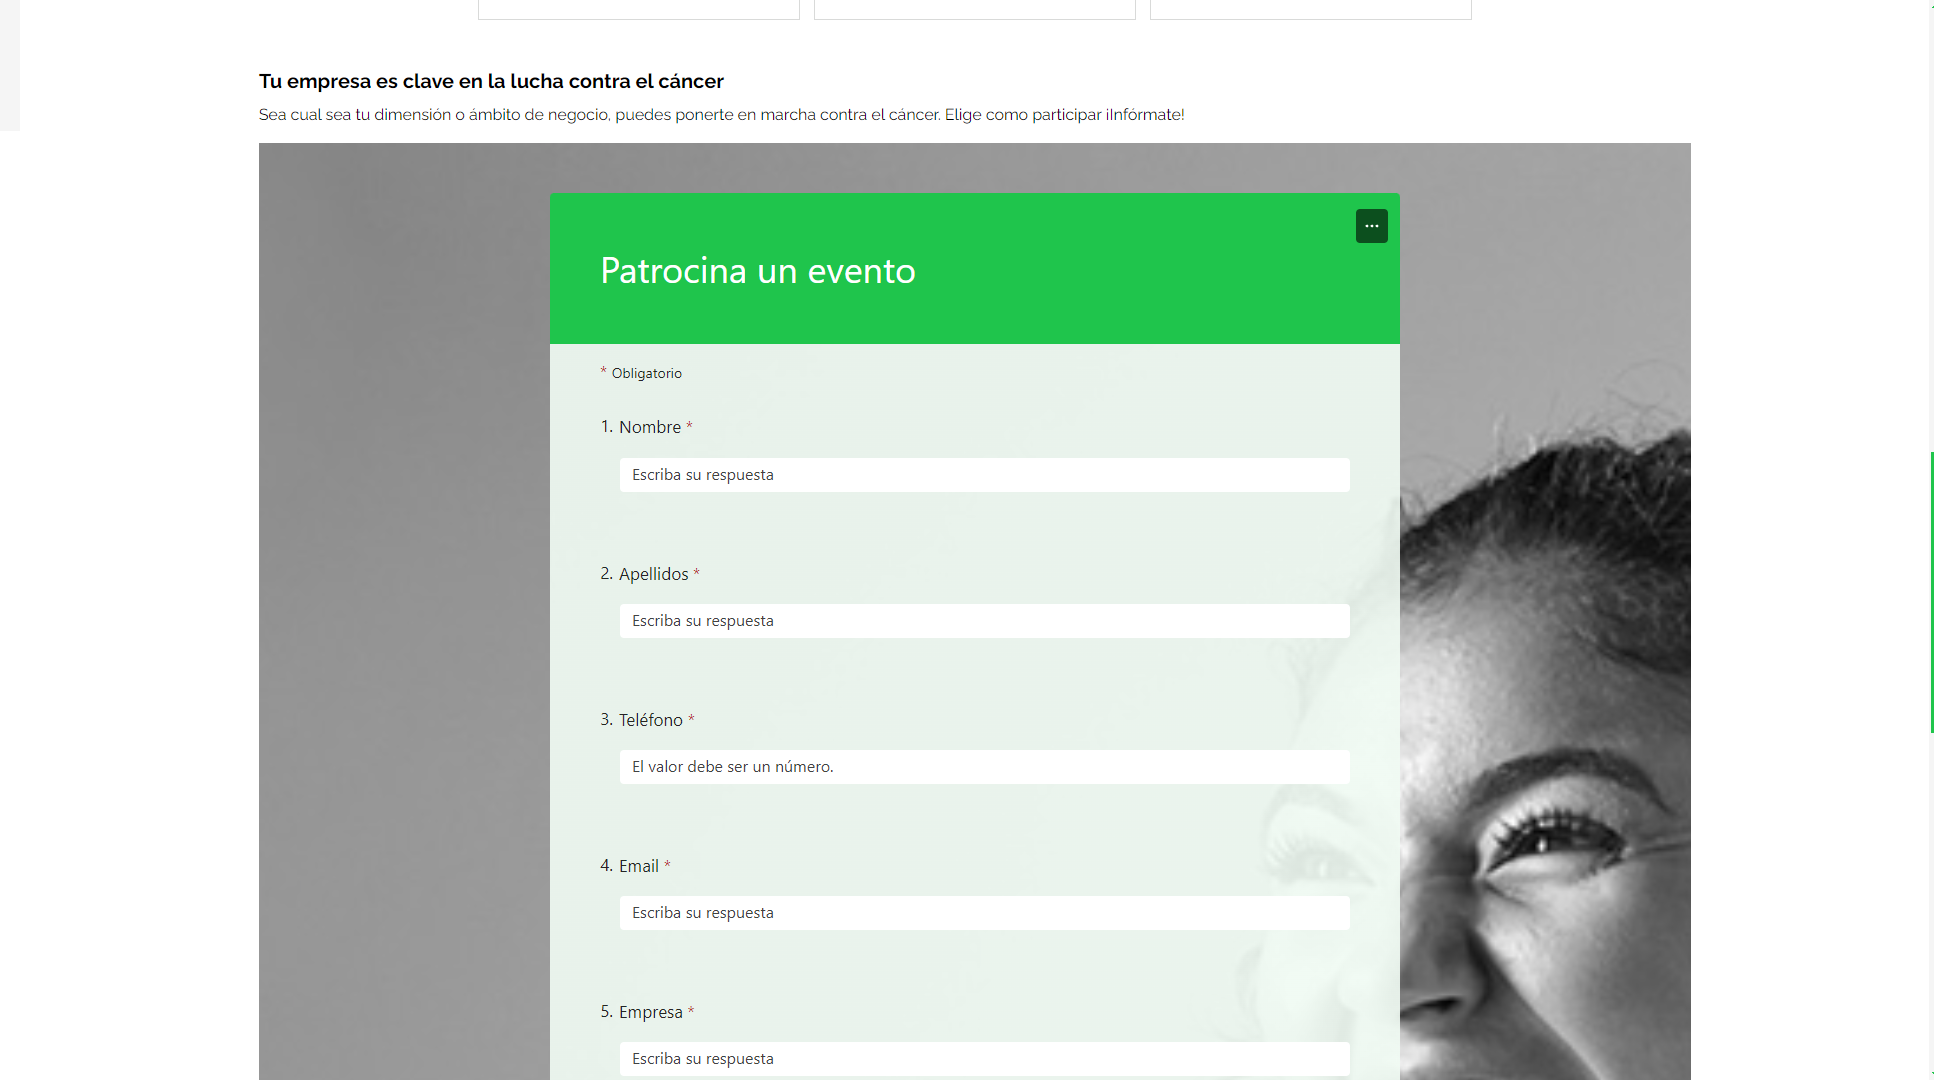 Tu empresa es clave en la lucha contra el cáncer
Sea cual sea tu dimensión o ámbito de negocio, puedes ponerte en marcha contra el cáncer. Elige como participar ¡Infórmate!
Patrocina un evento
* Obligatorio
1. Nombre *
Escriba su respuesta
2. Apellidos *
Escriba su respuesta
3. Teléfono *
El valor debe ser un número.
4. Email *
Escriba su respuesta
5. Empresa *
Escriba su respuesta